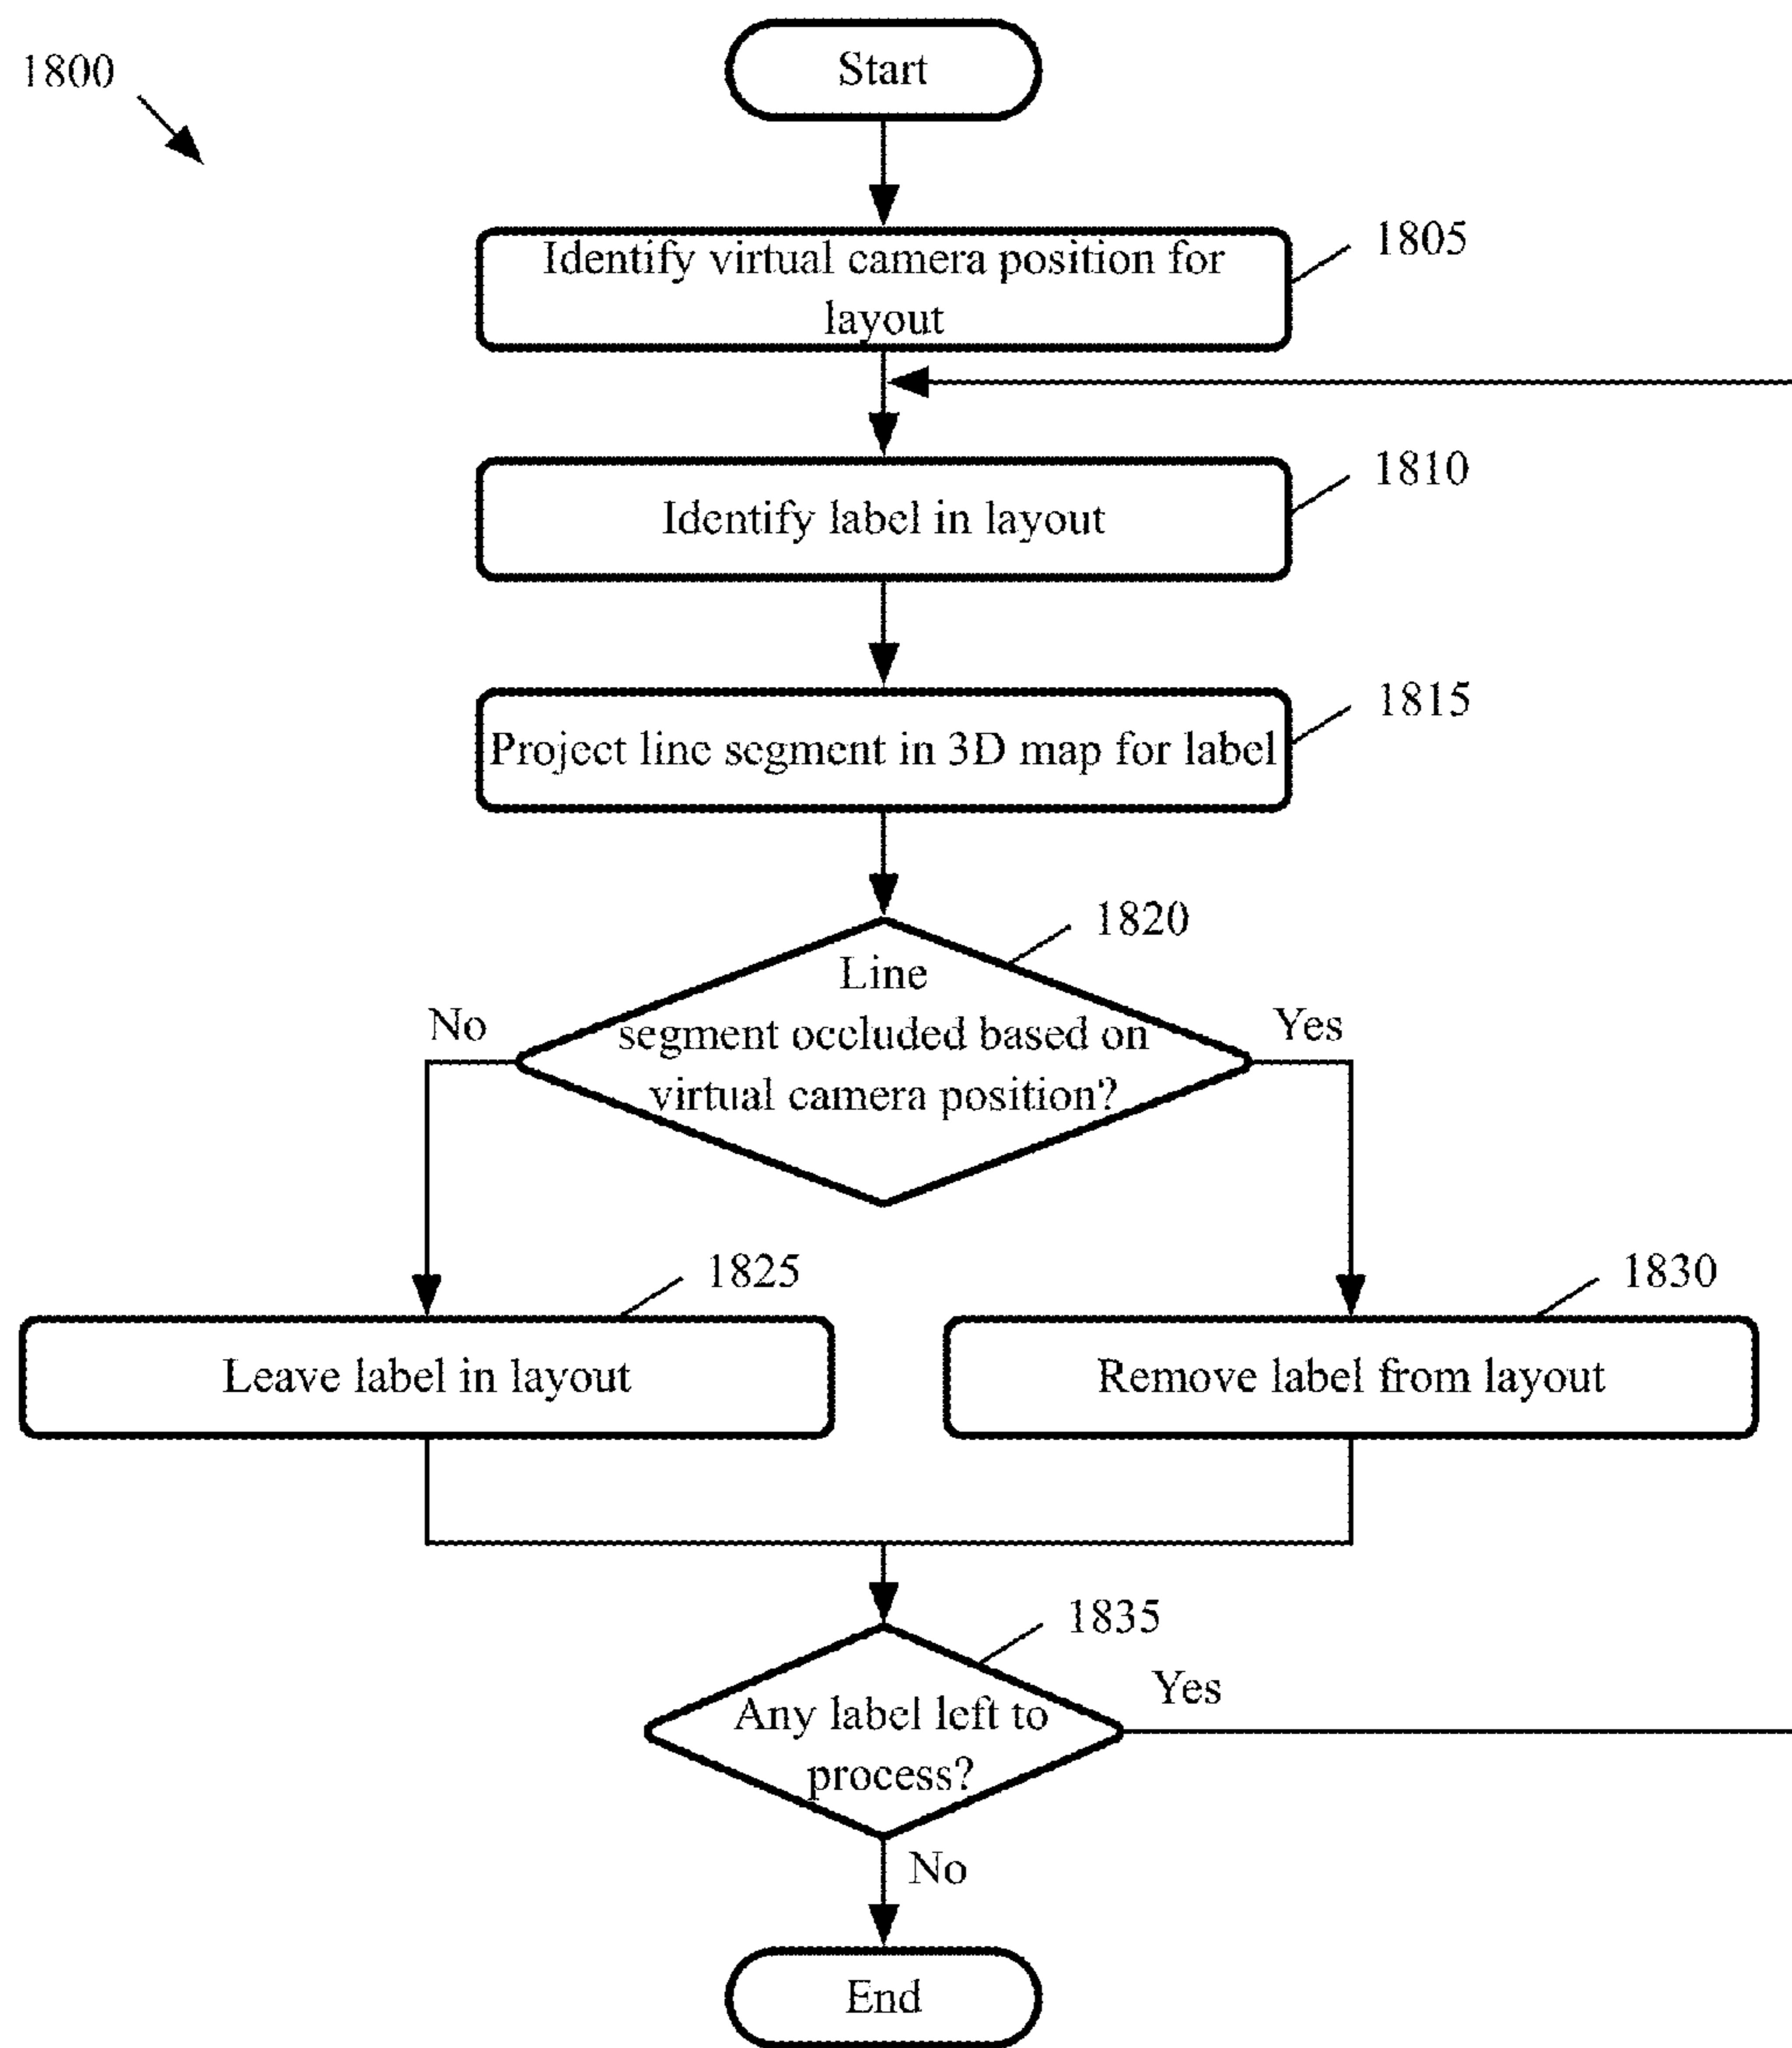 1800
Start
Identify virtual camera position for
layout
1805
Identify label in layout
1810
Project line segment in 3D map for label
1815
Line
segment occluded based on
virtual camera position?
1820
No
Yes
Leave label in layout
1825
Remove label from layout
1830
Any label left to
process?
1835
Yes
No
End